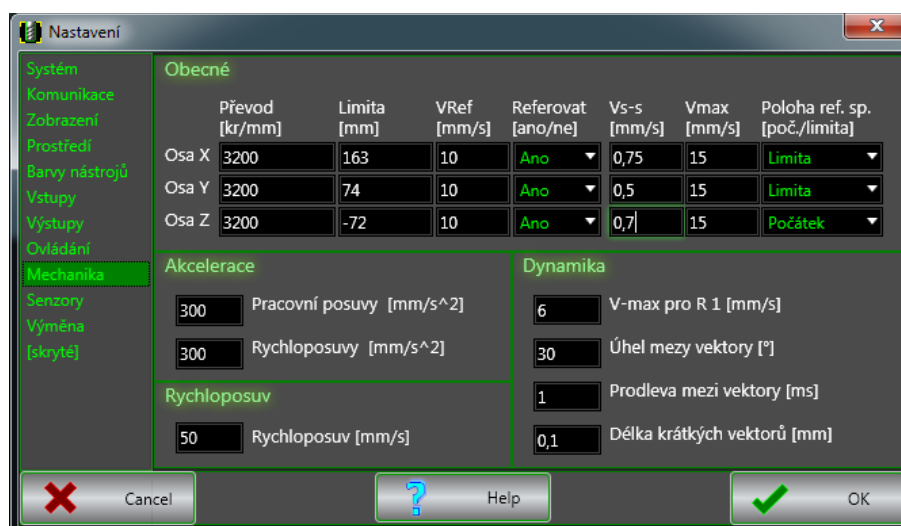 Nastavení
x
Systém
Komunikace
Zobrazení
Prostředí
Barvy nástrojů
Vstupy
Výstupy
Ovládání
Mechanika
Senzory
Výměna
[skryté]
Obecné
Převod [kr/mm] Limita [mm] VRef [mm/s] Referovat [ano/ne] Vs-s [mm/s] Vmax [mm/s] Poloha ref. sp. [poč./limita]
Osa X 3200 163 10 Ano 0,75 15 Limita
Osa Y 3200 74 10 Ano 0,5 15 Limita
Osa Z 3200 -72 10 Ano 0,7 15 Počátek
Akcelerace
300 Pracovní posuvy [mm/s^2]
300 Rychloposuvy [mm/s^2]
Rychloposuv
50 Rychloposuv [mm/s]
Dynamika
6 V-max pro R 1 [mm/s]
30 Úhel mezy vektory [°]
1 Prodleva mezi vektory [ms]
0,1 Délka krátkých vektorů [mm]
Cancel
? Help
OK